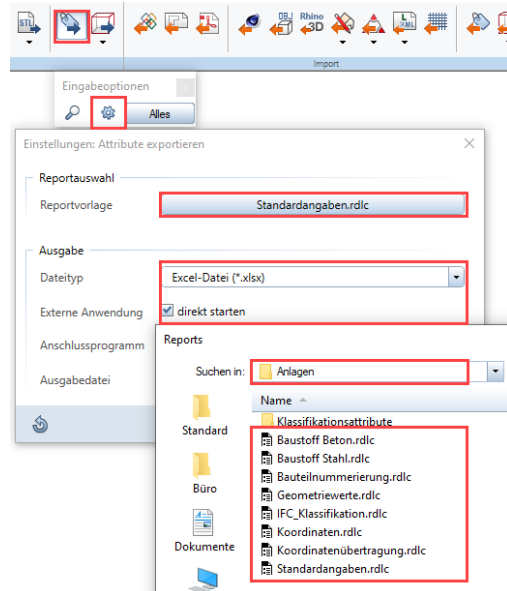 STL
OBJ
Rhino
3D
L
XML
Import
Eingabeoptionen
Alles
Einstellungen: Attribute exportieren
Reportauswahl
Reportvorlage
Standardangaben.rdlc
Ausgabe
Dateityp
Excel-Datei (*.xlsx)
Externe Anwendung
direkt starten
Anschlussprogramm
Ausgabedatei
Reports
Suchen in:
Anlagen
Name
Standard
Büro
Dokumente
Klassifikationsattribute
Baustoff Beton.rdlc
Baustoff Stahl.rdlc
Bauteilnummerierung.rdlc
Geometriewerte.rdlc
IFC_Klassifikation.rdlc
Koordinaten.rdlc
Koordinatenübertragung.rdlc
Standardangaben.rdlc